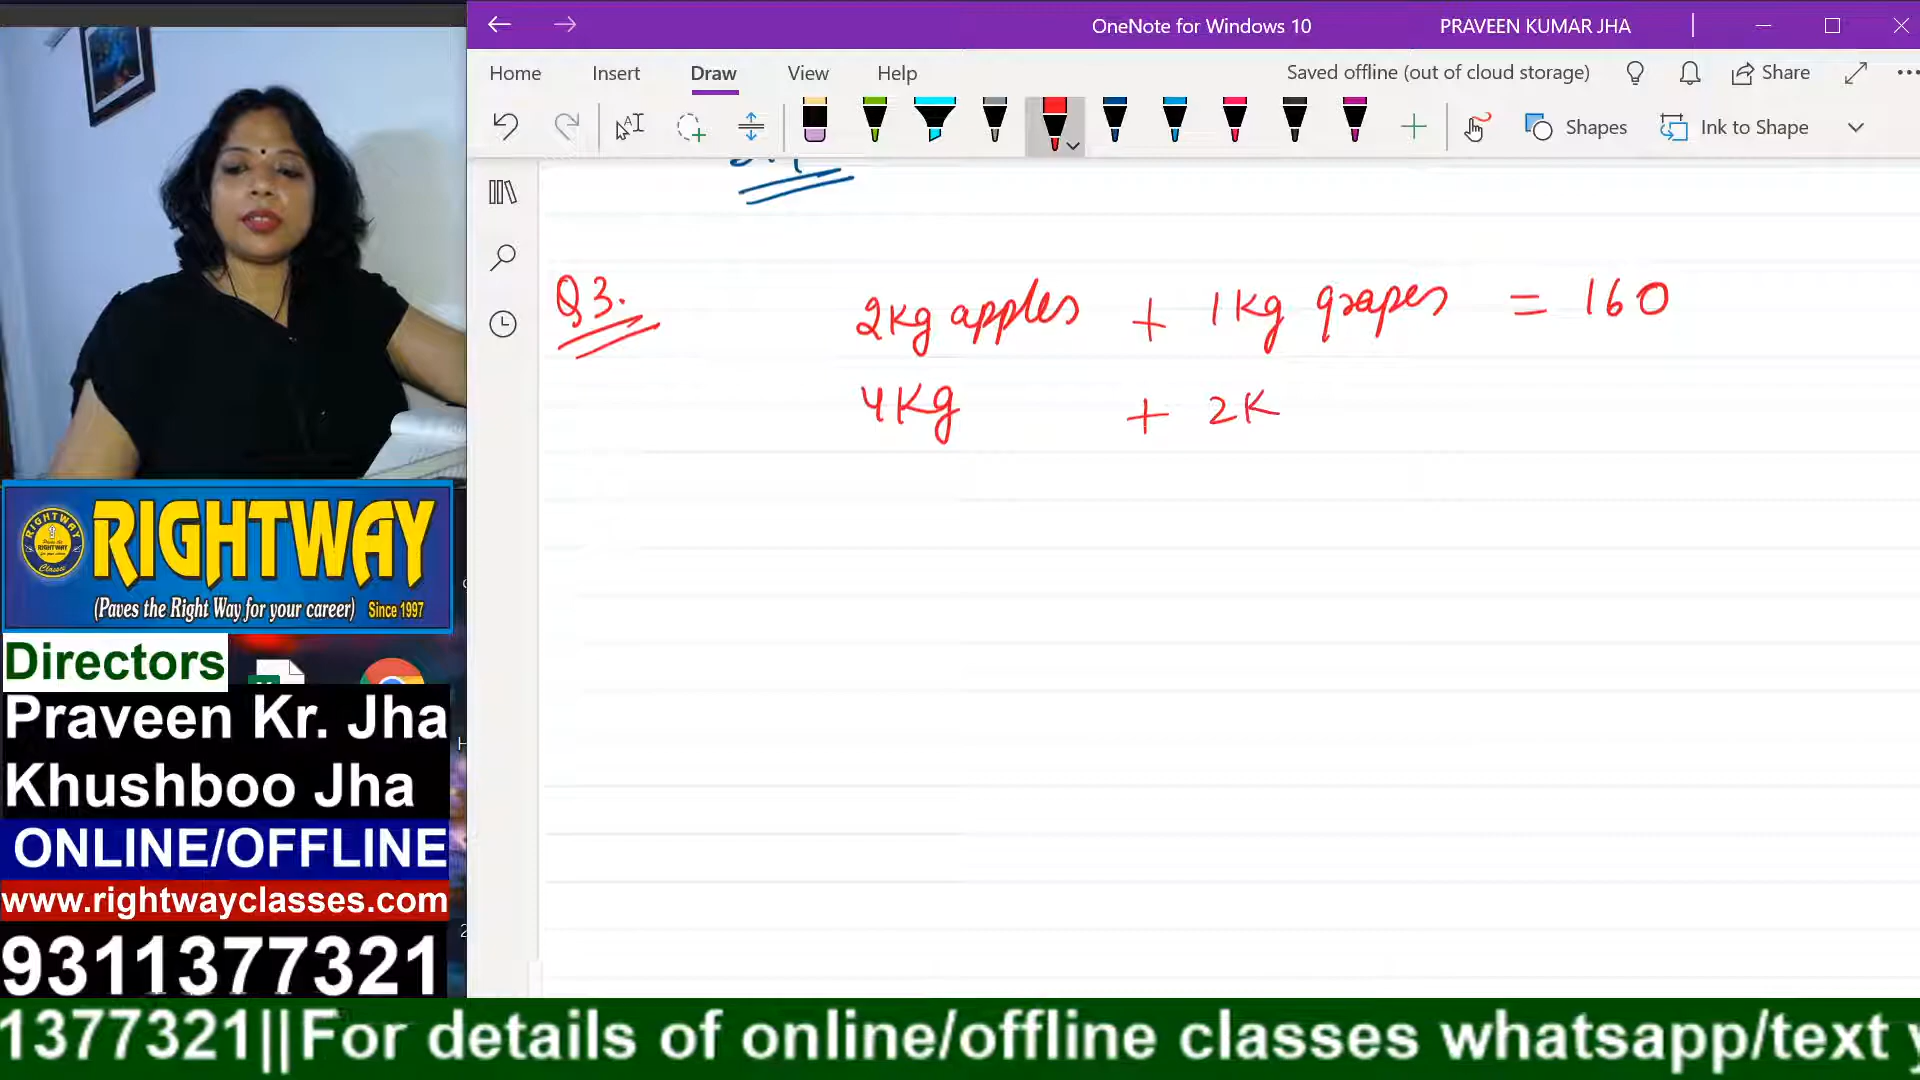 OneNote for Windows 10
PRAVEEN KUMAR JHA
Home Insert Draw View Help
Saved offline (out of cloud storage)
Share
Shapes
Ink to Shape
Q3.
2kg apples + 1kg grapes = 160
4kg + 2K
RIGHTWAY
(Paves the Right Way for your career) Since 1997
Directors
Praveen Kr. Jha
Khushboo Jha
ONLINE/OFFLINE
www.rightwayclasses.com
9311377321
1377321||For details of online/offline classes whatsapp/text y